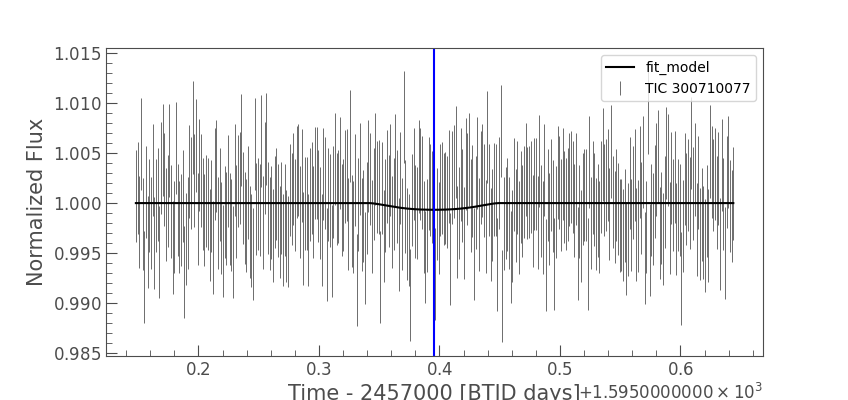 1.015
1.010
1.005
1.000
0.995
0.990
0.985
Normalized Flux
fit_model
TIC 300710077
0.2 0.3 0.4 0.5 0.6
Time - 2457000 [BTJD days]
+1.5950000000 × 10³